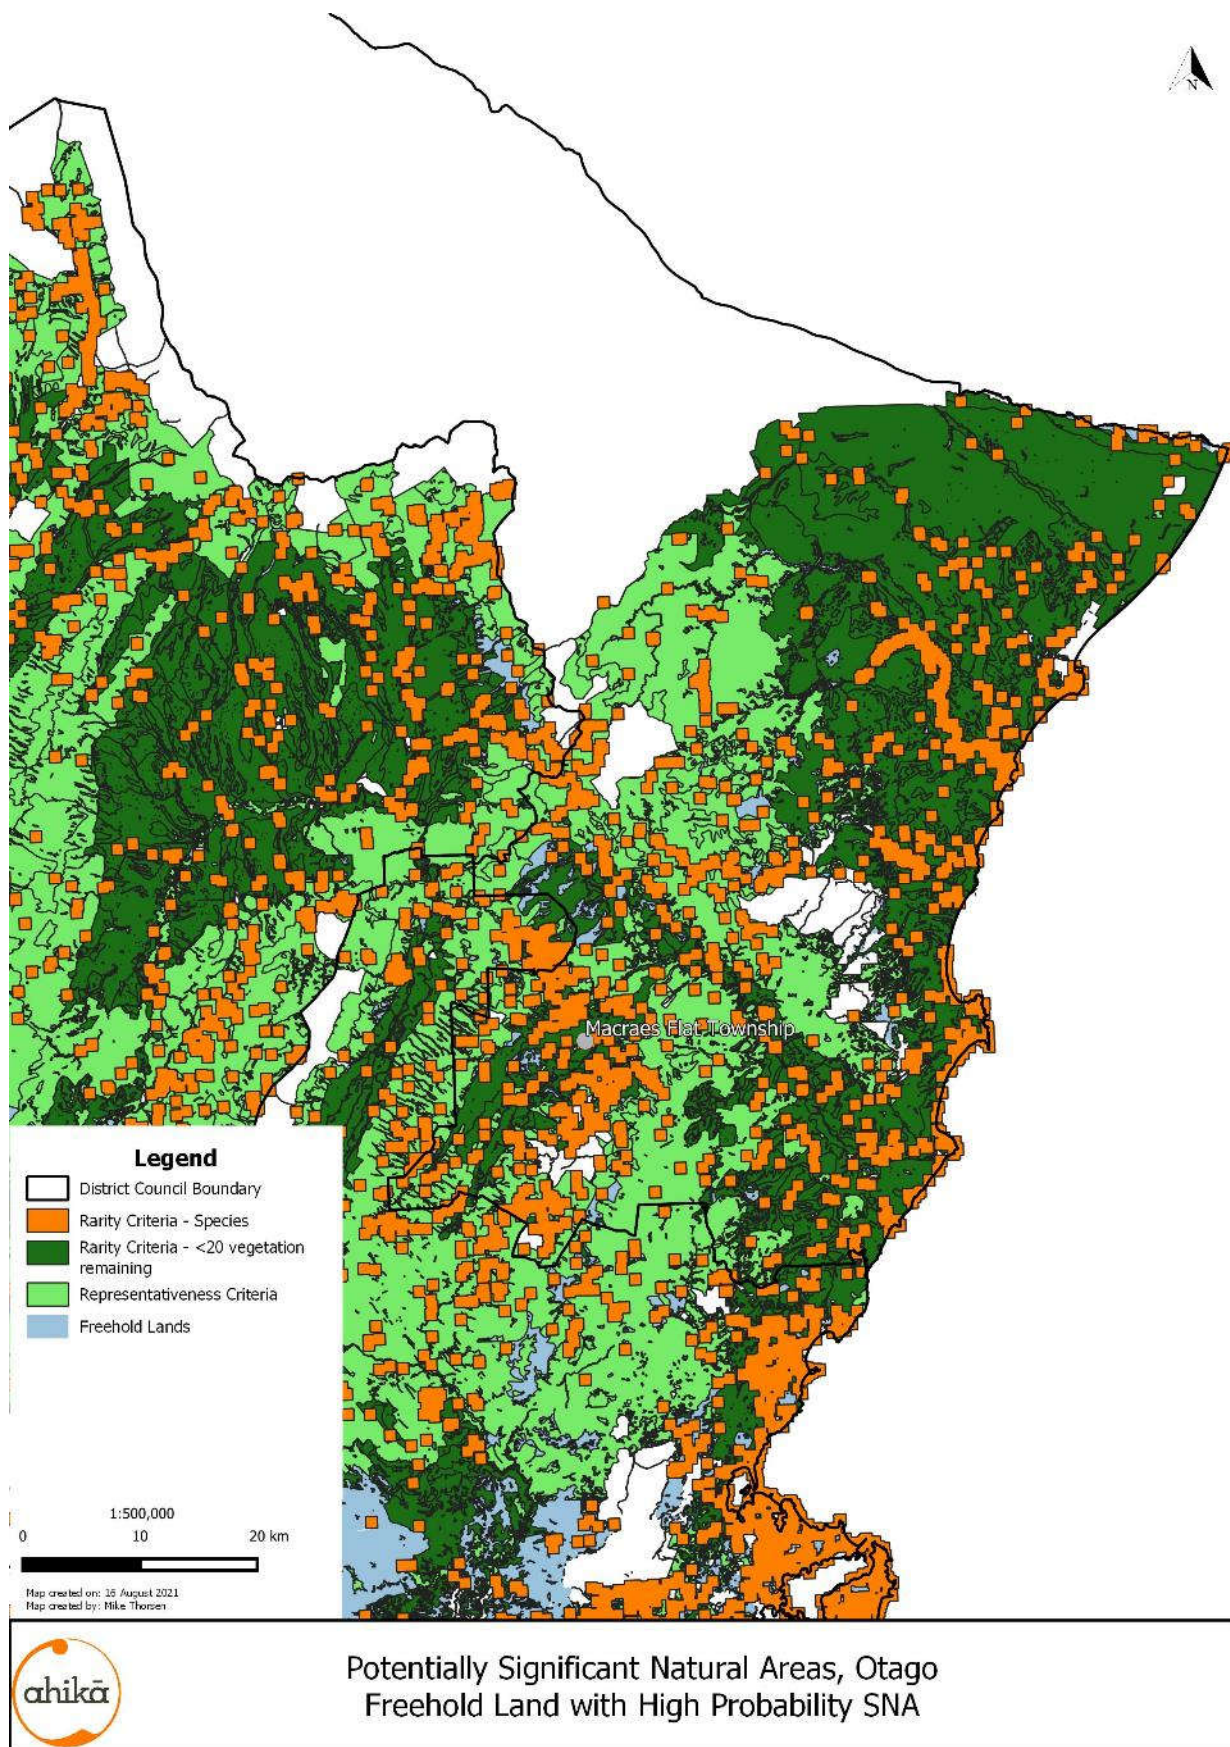 N
Macraes Flat Township
Legend
District Council Boundary
Rarity Criteria - Species
Rarity Criteria - <20 vegetation
remaining
Representativeness Criteria
Freehold Lands
1:500,000
0 10 20 km
Map created on: 16 August 2021
Map created by: Mike Thorsen
ahikā
Potentially Significant Natural Areas, Otago
Freehold Land with High Probability SNA